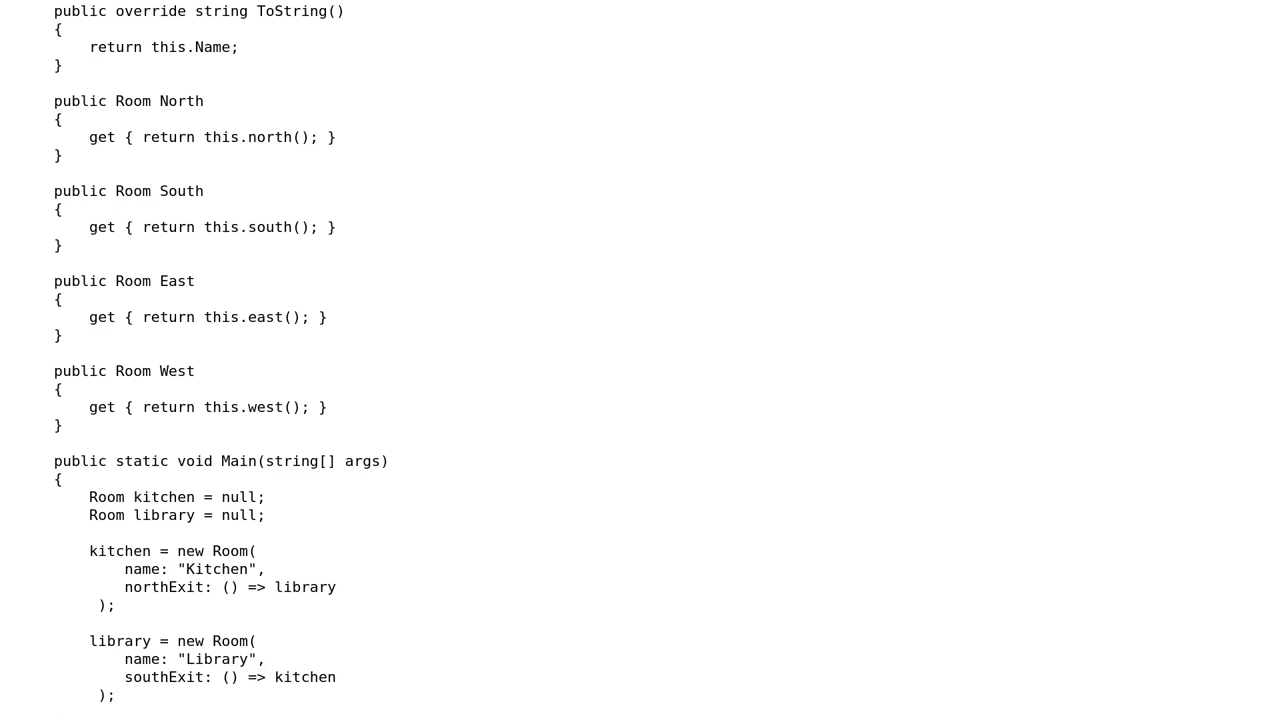 public override string ToString()
{
    return this.Name;
}

public Room North
{
    get { return this.north(); }
}

public Room South
{
    get { return this.south(); }
}

public Room East
{
    get { return this.east(); }
}

public Room West
{
    get { return this.west(); }
}

public static void Main(string[] args)
{
    Room kitchen = null;
    Room library = null;

    kitchen = new Room(
        name: "Kitchen",
        northExit: () => library
     );

    library = new Room(
        name: "Library",
        southExit: () => kitchen
     );